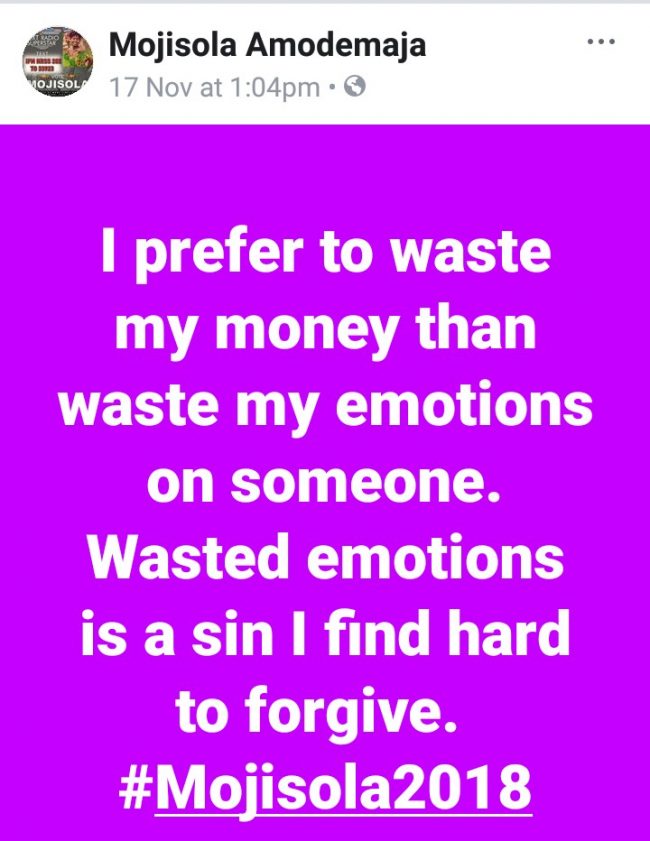 Mojisola Amodemaja
17 Nov at 1:04pm •
MOJISOLA
I prefer to waste
my money than
waste my emotions
on someone.
Wasted emotions
is a sin I find hard
to forgive.
#Mojisola2018